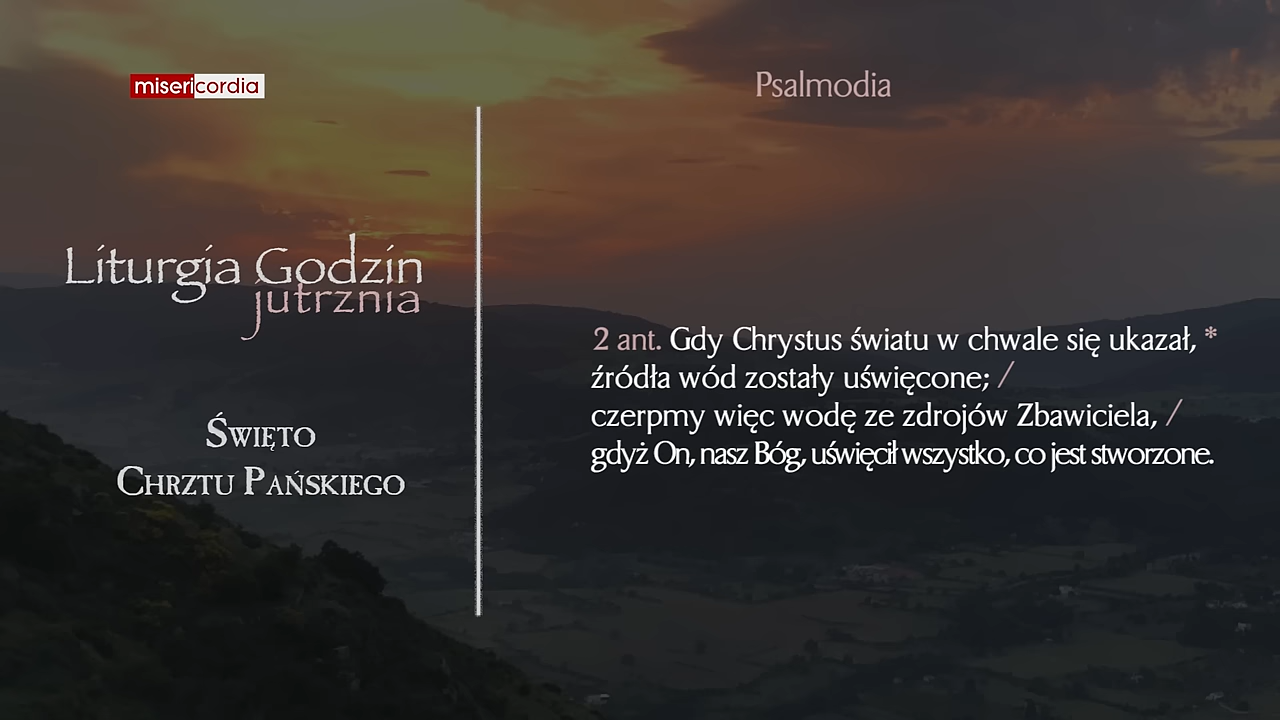 misericordia
Psalmodia
Liturgia Godzin
jutrznia
Święto
Chrztu Pańskiego
2 ant. Gdy Chrystus światu w chwale się ukazał, *
źródła wód zostały uświęcone; /
czerpmy więc wodę ze zdrojów Zbawiciela, /
gdyż On, nasz Bóg, uświęcił wszystko, co jest stworzone.